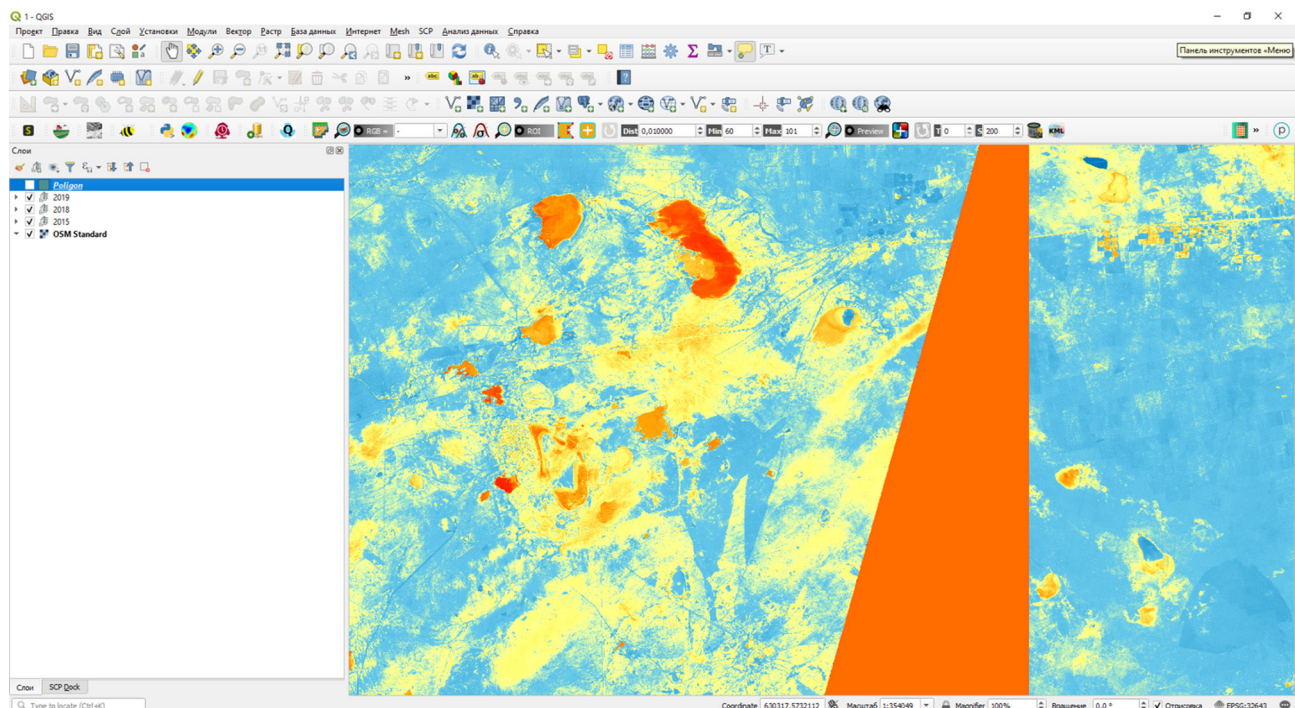 1 - QGIS
Проект Правка Вид Слой Установки Модули Вектор Растр База данных Интернет Mesh SCP Анализ данных Справка
Панель инструментов «Меню
RGB = - ROI Dist 0,010000 Min 60 Max 101 Preview T 0 S 200 KML
Слои
Poligon
2019
2018
2015
OSM Standard
Слои SCP Dock
Type to locate (Ctrl+K) Coordinate 630317.5732112 Масштаб 1:354049 Magnifier 100% Вращение 0,0 ° Отрисовка EPSG:32643